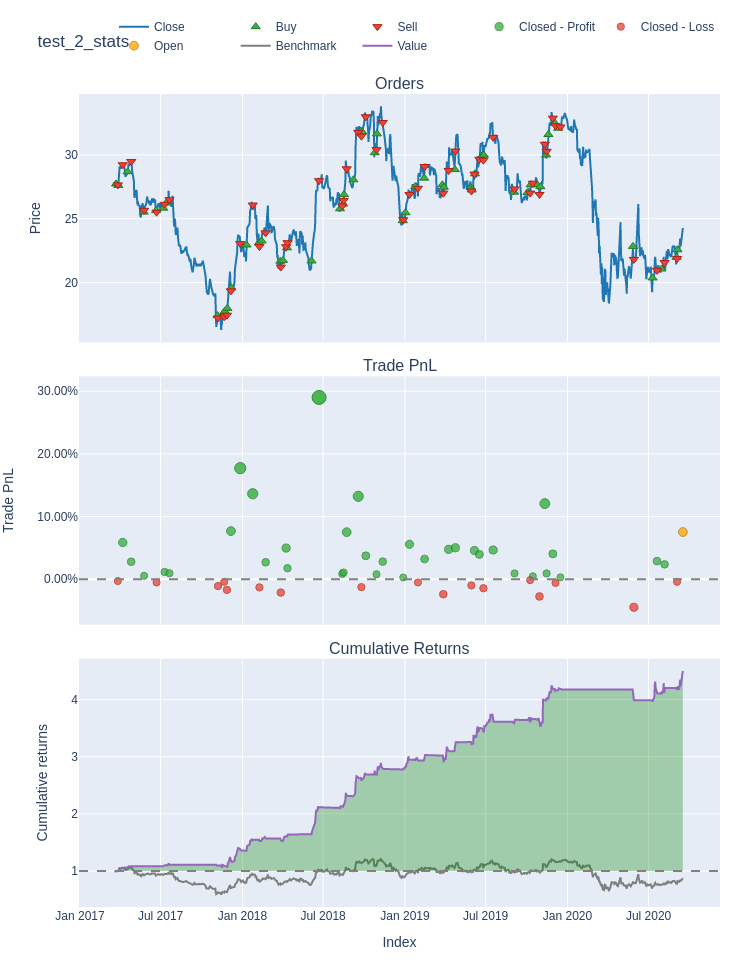 Close Buy Sell Closed - Profit Closed - Loss
test_2_stats Open Benchmark Value
Orders
30
25
20
Price
Trade PnL
30.00%
20.00%
10.00%
0.00%
Trade PnL
Cumulative Returns
4
3
2
1
Cumulative returns
Jan 2017 Jul 2017 Jan 2018 Jul 2018 Jan 2019 Jul 2019 Jan 2020 Jul 2020
Index